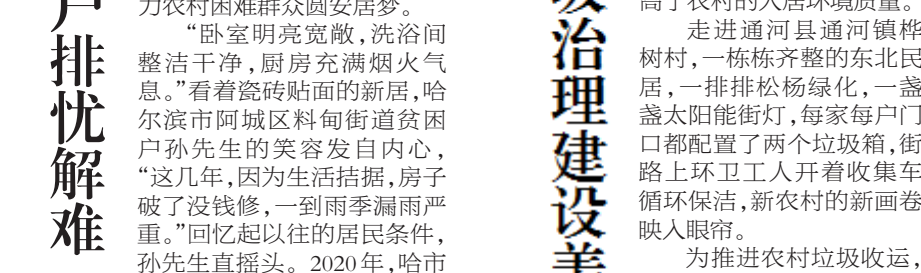 户排忧解难
力农村困难群众圆安居梦。
“卧室明亮宽敞,洗浴间
整洁干净,厨房充满烟火气
息。”看着瓷砖贴面的新居,哈
尔滨市阿城区料甸街道贫困
户孙先生的笑容发自内心,
“这几年,因为生活拮据,房子
破了没钱修,一到雨季漏雨严
重。”回忆起以往的居民条件,
孙先生直摇头。2020年,哈市
治理建设美
高了农村的人居环境质量。
走进通河县通河镇桦
树村,一栋栋齐整的东北民
居,一排排松杨绿化,一盏
盏太阳能街灯,每家每户门
口都配置了两个垃圾箱,街
路上环卫工人开着收集车
循环保洁,新农村的新画卷
映入眼帘。
为推进农村垃圾收运,